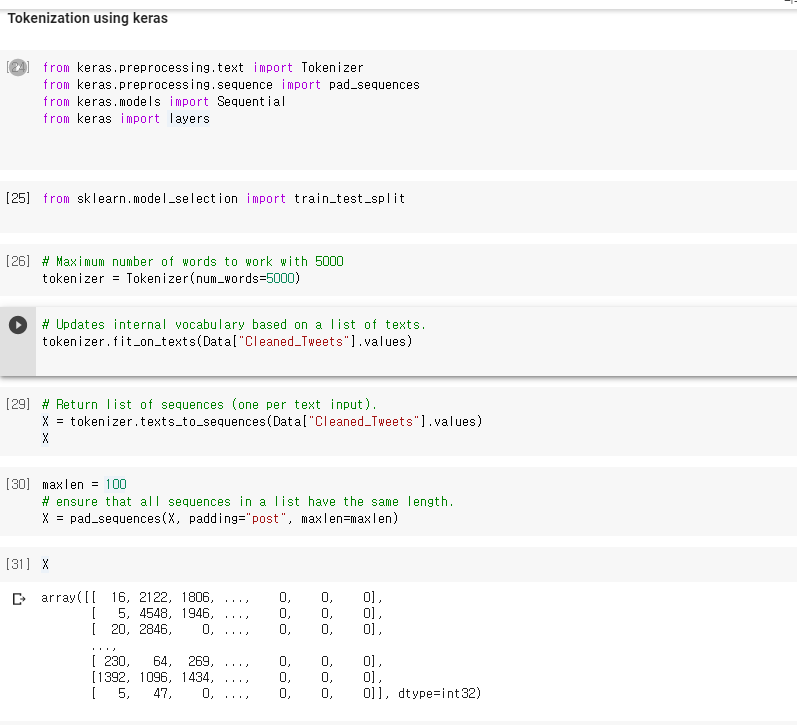 Tokenization using keras
[24] from keras.preprocessing.text import Tokenizer
from keras.preprocessing.sequence import pad_sequences
from keras.models import Sequential
from keras import layers
[25] from sklearn.model_selection import train_test_split
[26] # Maximum number of words to work with 5000
tokenizer = Tokenizer(num_words=5000)
# Updates internal vocabulary based on a list of texts.
tokenizer.fit_on_texts(Data["Cleaned_Tweets"].values)
[29] # Return list of sequences (one per text input).
X = tokenizer.texts_to_sequences(Data["Cleaned_Tweets"].values)
X
[30] maxlen = 100
# ensure that all sequences in a list have the same length.
X = pad_sequences(X, padding="post", maxlen=maxlen)
[31] X
array([[  16, 2122, 1806, ...,    0,    0,    0],
[   5, 4548, 1946, ...,    0,    0,    0],
[  20, 2846,    0, ...,    0,    0,    0],
...,
[ 230,   64,  269, ...,    0,    0,    0],
[1392, 1096, 1434, ...,    0,    0,    0],
[   5,   47,    0, ...,    0,    0,    0]], dtype=int32)